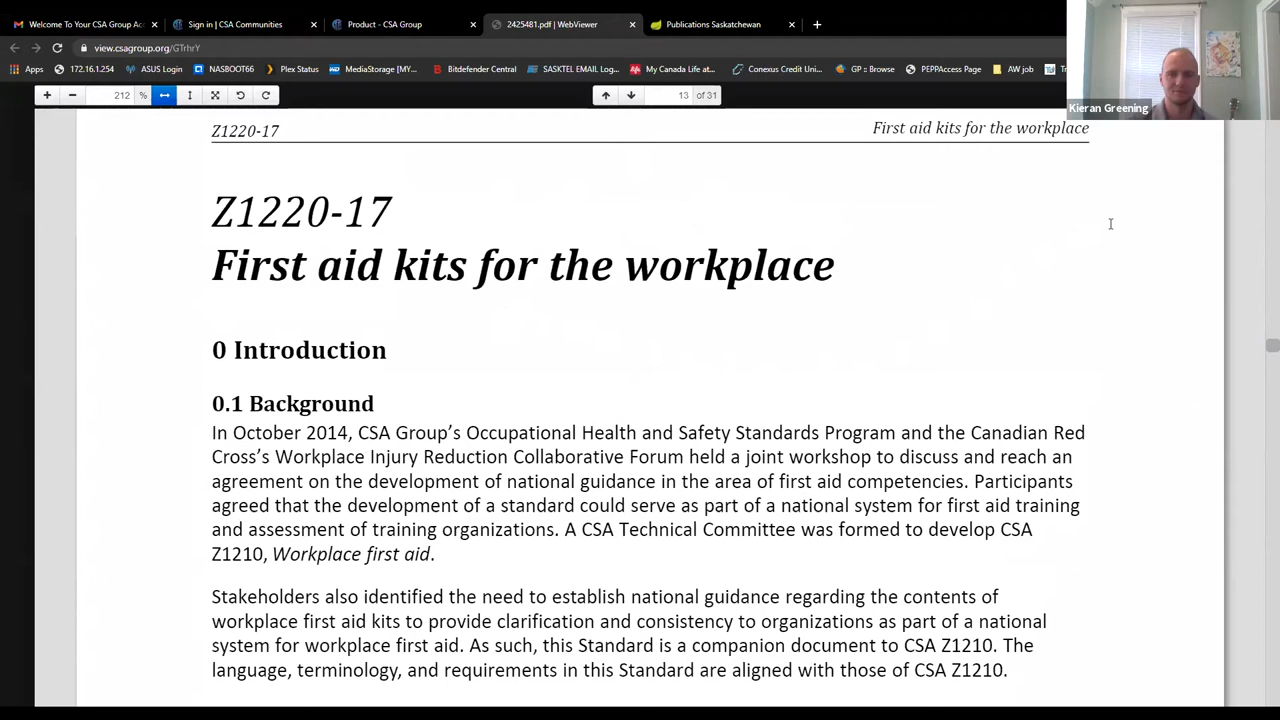 Welcome To Your CSA Group Acc
Sign in | CSA Communities
Product - CSA Group
2425481.pdf | WebViewer
Publications Saskatchewan
view.csagroup.org/GTrhrY
Apps
172.16.1.254
ASUS Login
NASBOOT66
Plex Status
MediaStorage [MY...
Bitdefender Central
SASKTEL EMAIL Log...
My Canada Life at...
Conexus Credit Uni...
GP :: Browse
PEPPAccess Page
AW job
212 %
13 of 31
Kieran Greening
Z1220-17
First aid kits for the workplace
Z1220-17
First aid kits for the workplace
0 Introduction
0.1 Background
In October 2014, CSA Group’s Occupational Health and Safety Standards Program and the Canadian Red
Cross’s Workplace Injury Reduction Collaborative Forum held a joint workshop to discuss and reach an
agreement on the development of national guidance in the area of first aid competencies. Participants
agreed that the development of a standard could serve as part of a national system for first aid training
and assessment of training organizations. A CSA Technical Committee was formed to develop CSA
Z1210, Workplace first aid.
Stakeholders also identified the need to establish national guidance regarding the contents of
workplace first aid kits to provide clarification and consistency to organizations as part of a national
system for workplace first aid. As such, this Standard is a companion document to CSA Z1210. The
language, terminology, and requirements in this Standard are aligned with those of CSA Z1210.